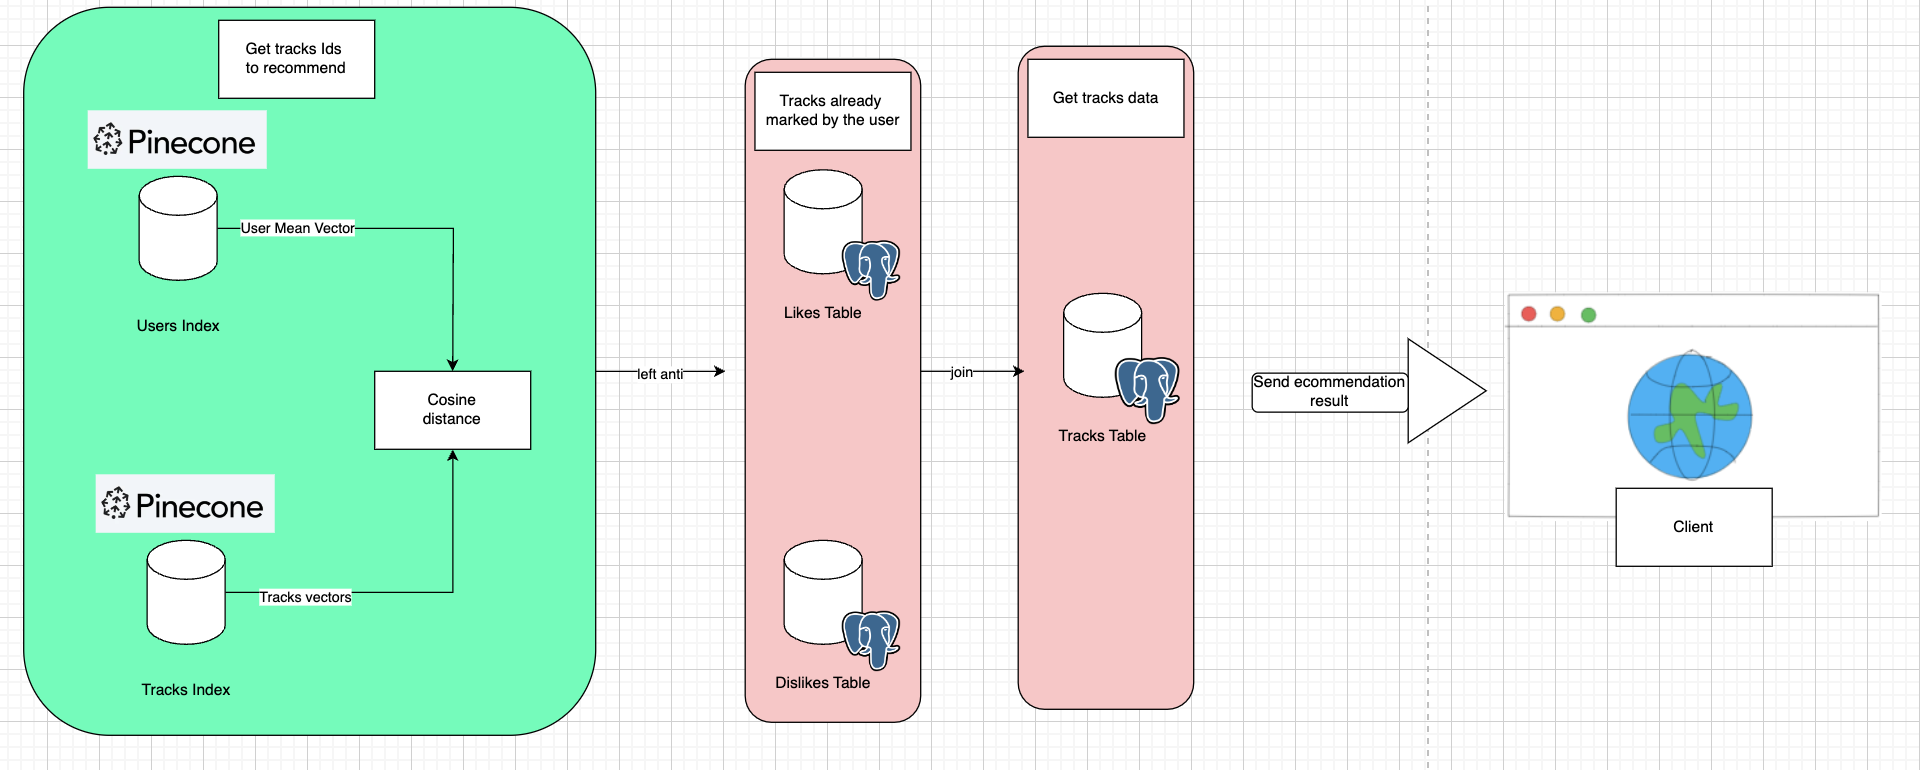 Get tracks Ids
to recommend
Pinecone
User Mean Vector
Users Index
Cosine
distance
Pinecone
Tracks vectors
Tracks Index
left anti
Tracks already
marked by the user
Likes Table
Dislikes Table
join
Get tracks data
Tracks Table
Send ecommendation
result
Client